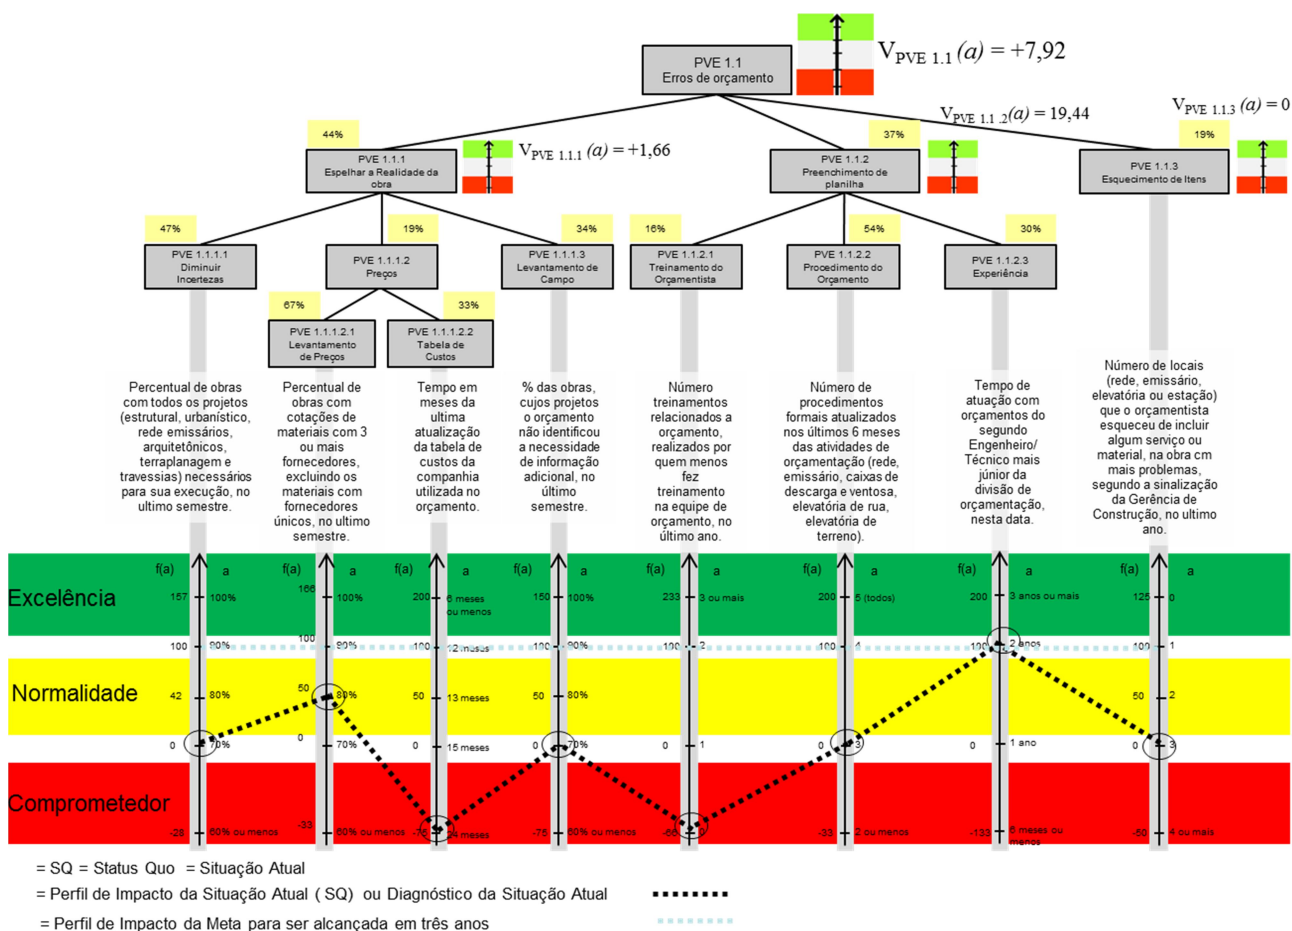 V PVE 1.1 (a) = +7,92
PVE 1.1
Erros de orçamento
V PVE 1.1.3 (a) = 0
V PVE 1.1 .2(a) = 19,44
44%
37%
19%
V PVE 1.1.1 (a) = +1,66
PVE 1.1.1
Espelhar a Realidade da
obra
PVE 1.1.2
Preenchimento de
planilha
PVE 1.1.3
Esquecimento de Itens
47%
19%
34%
16%
54%
30%
PVE 1.1.1.1
Diminuir
Incertezas
PVE 1.1.1.2
Preços
PVE 1.1.1.3
Levantamento de
Campo
PVE 1.1.2.1
Treinamento do
Orçamentista
PVE 1.1.2.2
Procedimento do
Orçamento
PVE 1.1.2.3
Experiência
67%
33%
PVE 1.1.1.2.1
Levantamento
de Preços
PVE 1.1.1.2.2
Tabela de
Custos
Percentual de obras
com todos os projetos
(estrutural, urbanístico,
rede emissários,
arquitetônicos,
terraplanagem e
travessias) necessários
para sua execução, no
ultimo semestre.
Percentual de
obras com
cotações de
materiais com 3
ou mais
fornecedores,
excluindo os
materiais com
fornecedores
únicos, no ultimo
semestre.
Tempo em
meses da
ultima
atualização
da tabela de
custos da
companhia
utilizada no
orçamento.
% das obras,
cujos projetos
o orçamento
não identificou
a necessidade
de informação
adicional, no
último
semestre.
Número
treinamentos
relacionados a
orçamento,
realizados por
quem menos
fez
treinamento
na equipe de
orçamento, no
último ano.
Número de
procedimentos
formais atualizados
nos últimos 6 meses
das atividades de
orçamentação (rede,
emissário, caixas de
descarga e ventosa,
elevatória de rua,
elevatória de
terreno).
Tempo de
atuação com
orçamentos do
segundo
Engenheiro/
Técnico mais
júnior da
divisão de
orçamentação,
nesta data.
Número de locais
(rede, emissário,
elevatória ou estação)
que o orçamentista
esqueceu de incluir
algum serviço ou
material, na obra cm
mais problemas,
segundo a sinalização
da Gerência de
Construção, no ultimo
ano.
f(a) a f(a) a f(a) a f(a) a f(a) a f(a) a f(a) a f(a) a
Excelência
157 100% 166 100% 200 6 meses
ou menos
150 100% 233 3 ou mais 200 5 (todos) 200 3 anos ou mais 125 0
100 90% 100 90% 100 12 meses 100 90% 100 2 100 4 100 2 anos 100 1
Normalidade
42 80% 50 80% 50 13 meses 50 80% 50 2
0 70% 0 70% 0 15 meses 0 70% 0 1 0 3 0 1 ano 0 3
Comprometedor
-28 60% ou menos -33 60% ou menos -75 24 meses -75 60% ou menos -66 0 -33 2 ou menos -133 6 meses ou
menos
-50 4 ou mais
= SQ = Status Quo = Situação Atual
= Perfil de Impacto da Situação Atual ( SQ) ou Diagnóstico da Situação Atual
= Perfil de Impacto da Meta para ser alcançada em três anos